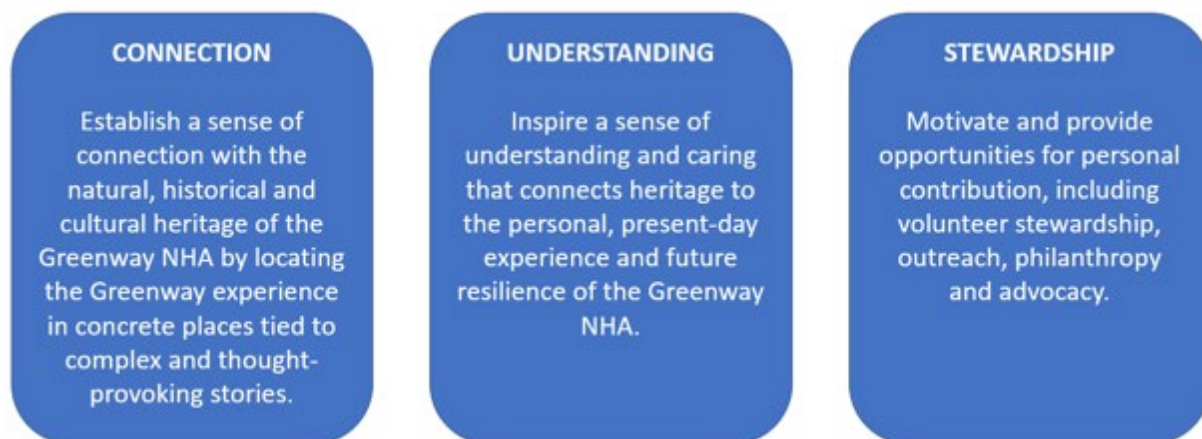 CONNECTION
Establish a sense of
connection with the
natural, historical and
cultural heritage of the
Greenway NHA by locating
the Greenway experience
in concrete places tied to
complex and thought-
provoking stories.
UNDERSTANDING
Inspire a sense of
understanding and caring
that connects heritage to
the personal, present-day
experience and future
resilience of the Greenway
NHA.
STEWARDSHIP
Motivate and provide
opportunities for personal
contribution, including
volunteer stewardship,
outreach, philanthropy
and advocacy.